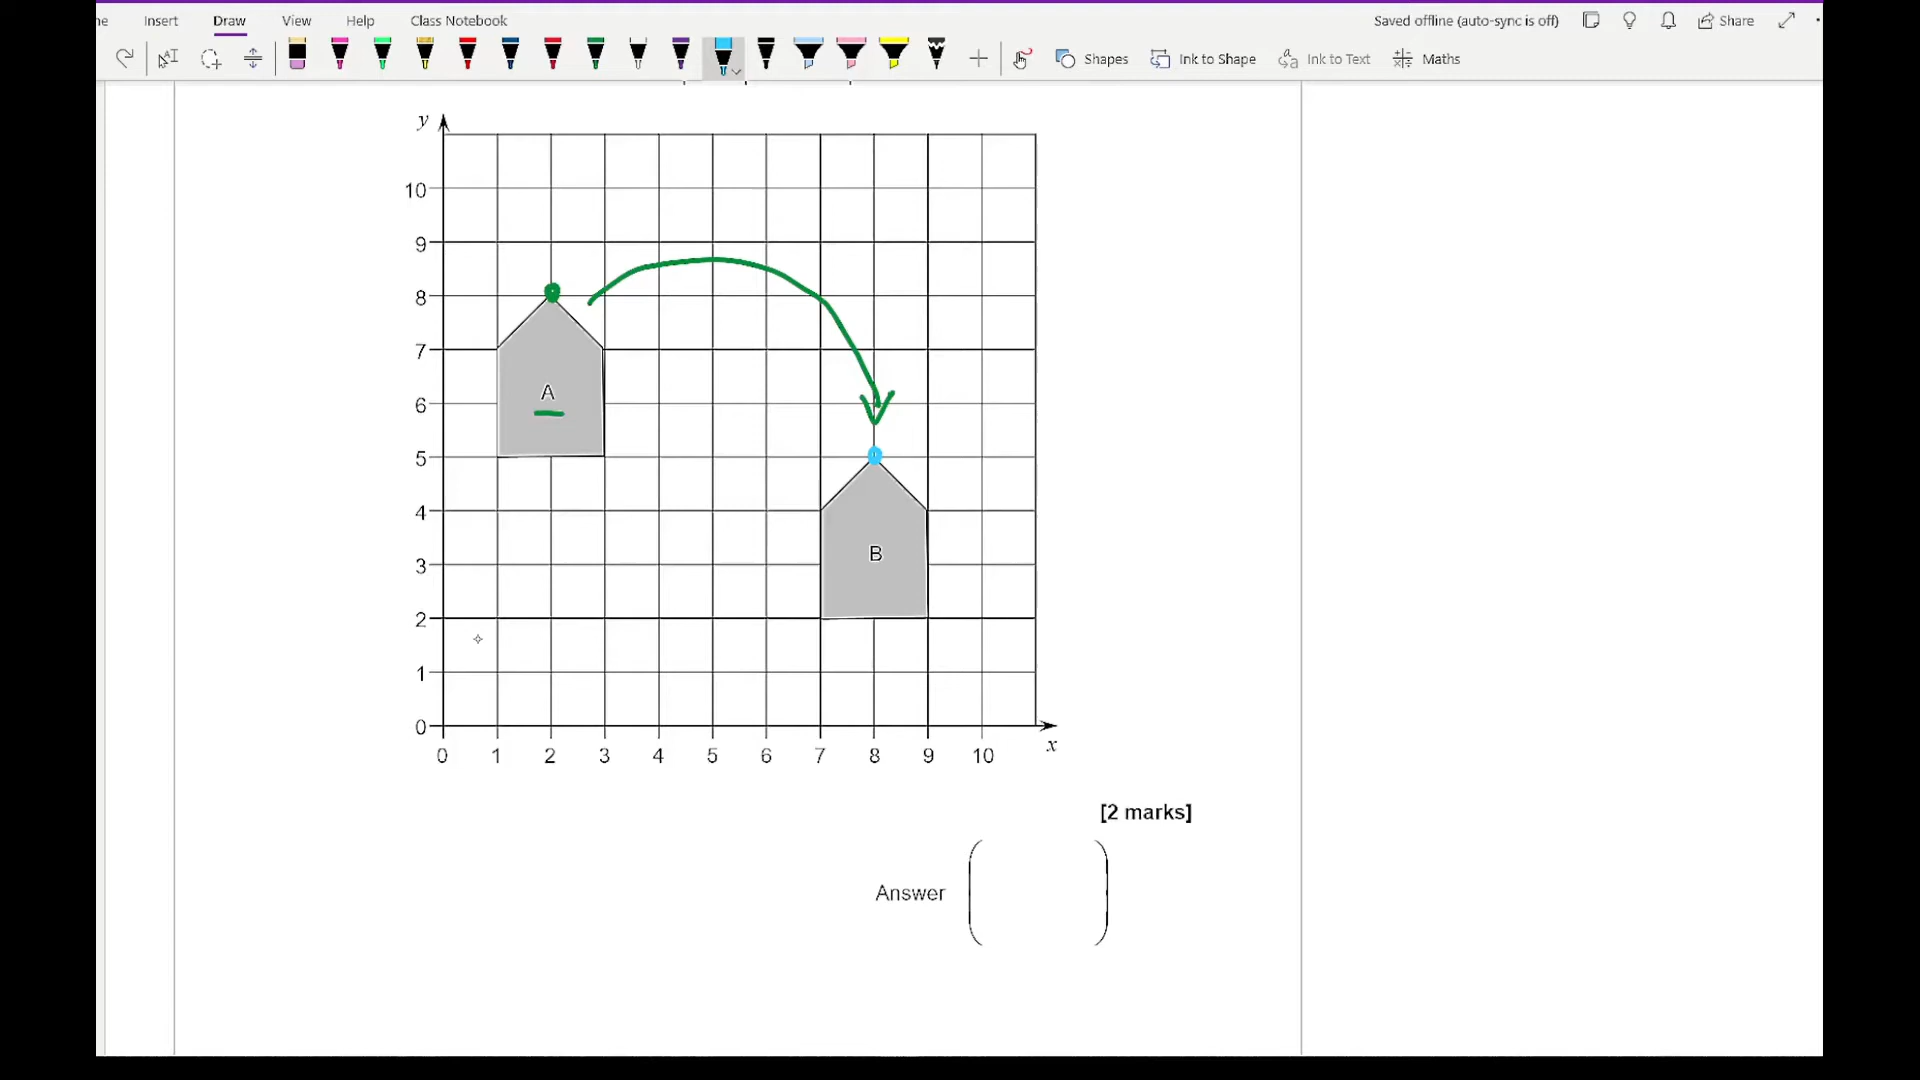 ne Insert Draw View Help Class Notebook Saved offline (auto-sync is off) Share
Shapes Ink to Shape Ink to Text Maths
y
10
9
8
7
A
6
5
4
B
3
2
1
0
x
0 1 2 3 4 5 6 7 8 9 10
[2 marks]
Answer